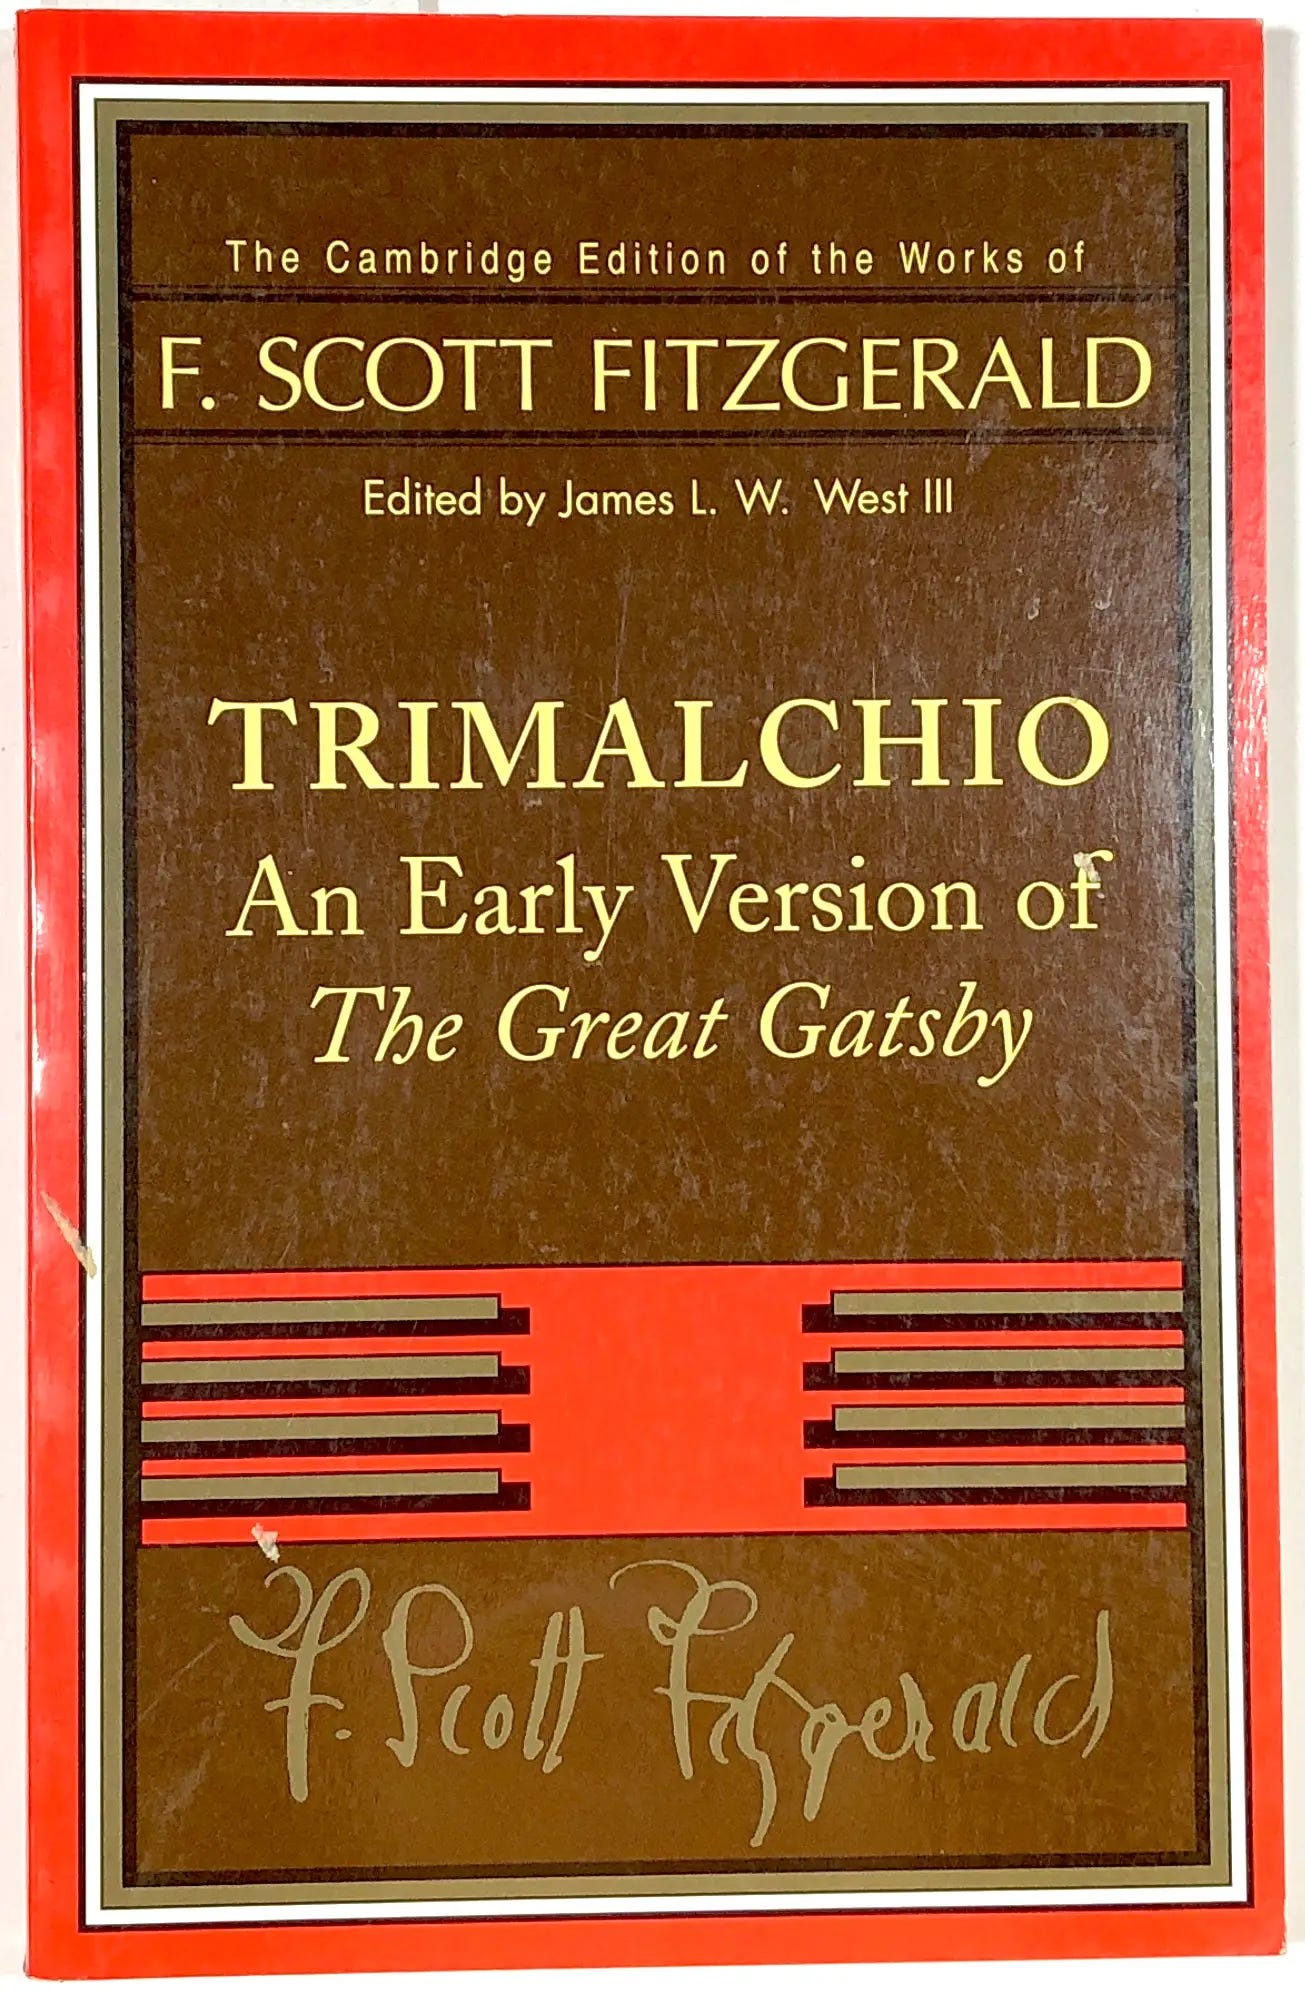 The Cambridge Edition of the Works of
F. SCOTT FITZGERALD
Edited by James L. W. West III
TRIMALCHIO
An Early Version of
The Great Gatsby
F. Scott Fitzgerald